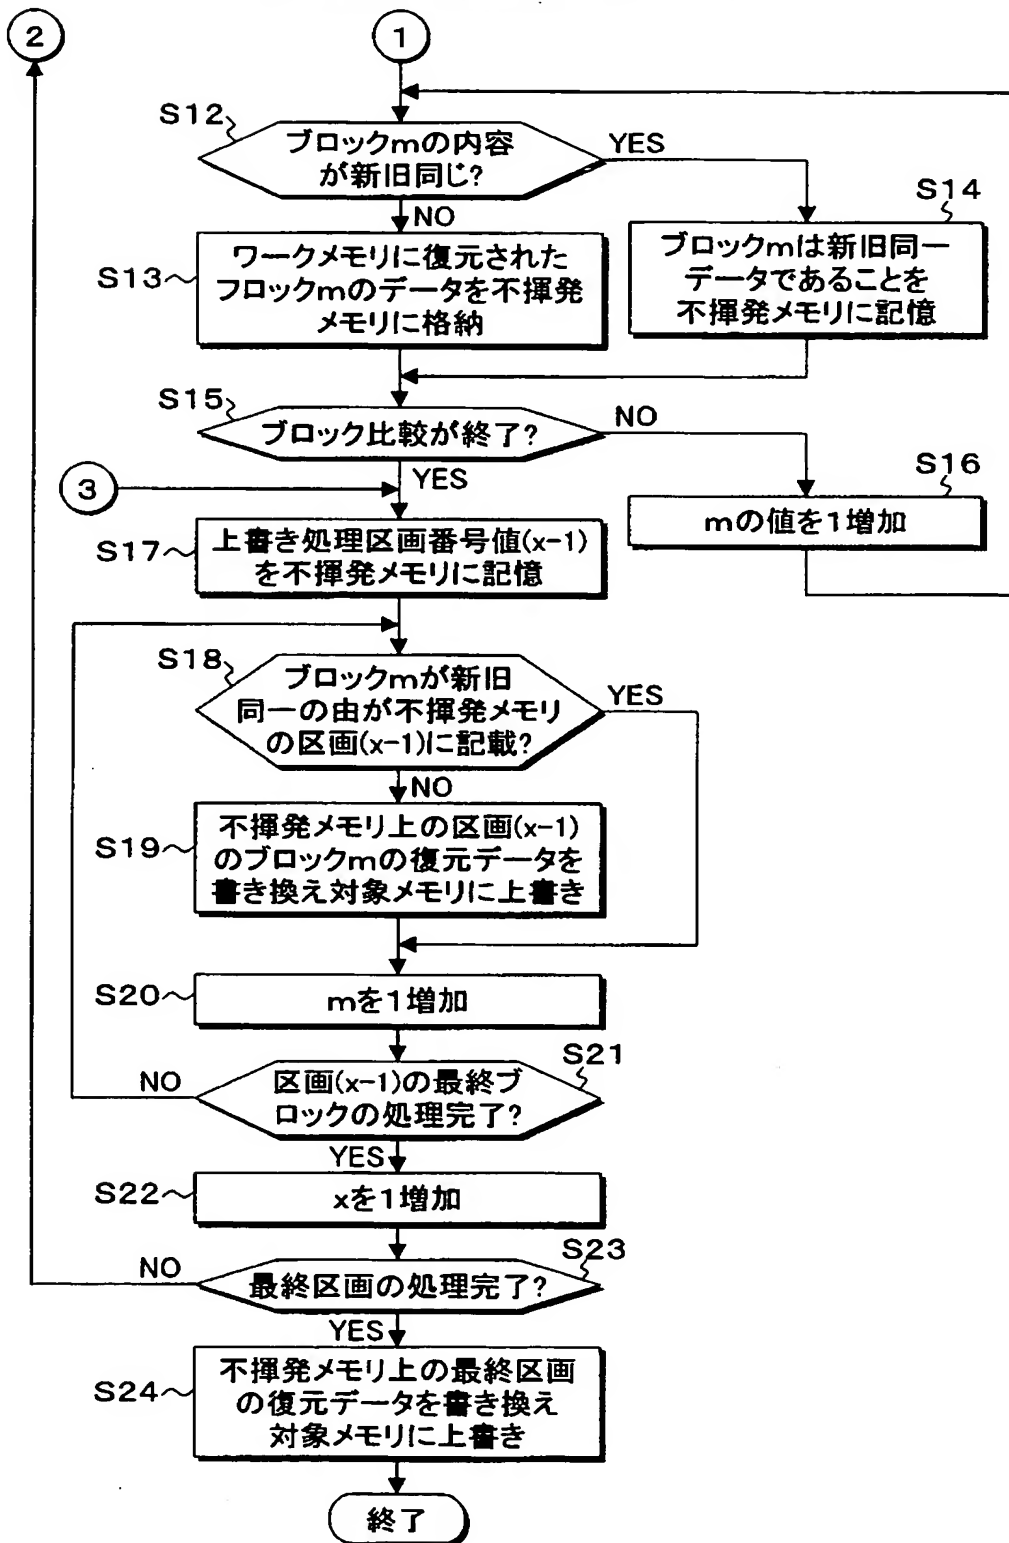 2
1
S12
ブロックmの内容
が新旧同じ?
YES
NO
S13
ワークメモリに復元された
フロックmのデータを不揮発
メモリに格納
S14
ブロックmは新旧同一
データであることを
不揮発メモリに記憶
S15
ブロック比較が終了?
NO
YES
S16
mの値を1増加
3
S17
上書き処理区画番号値(x-1)
を不揮発メモリに記憶
S18
ブロックmが新旧
同一の由が不揮発メモリ
の区画(x-1)に記載?
YES
NO
S19
不揮発メモリ上の区画(x-1)
のブロックmの復元データを
書き換え対象メモリに上書き
S20
mを1増加
S21
区画(x-1)の最終ブ
ロックの処理完了?
NO
YES
S22
xを1増加
S23
最終区画の処理完了?
NO
YES
S24
不揮発メモリ上の最終区画
の復元データを書き換え
対象メモリに上書き
終了